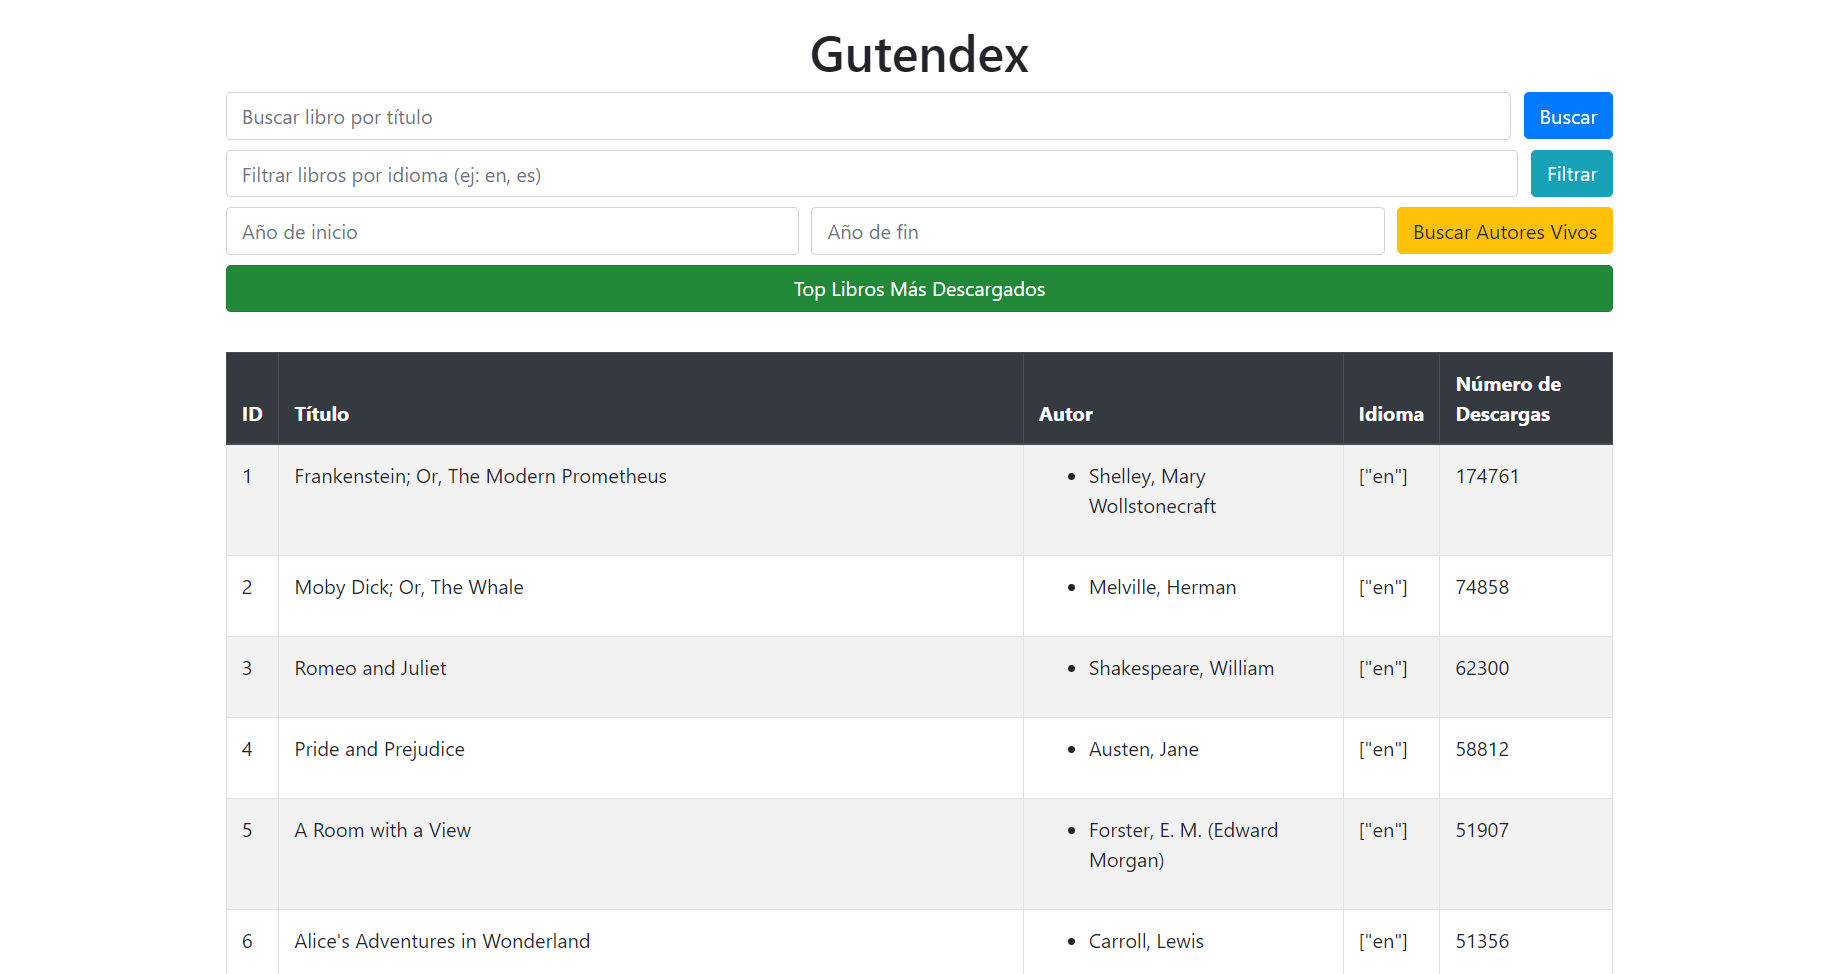 Gutendex
Buscar libro por título
Buscar
Filtrar libros por idioma (ej: en, es)
Filtrar
Año de inicio
Año de fin
Buscar Autores Vivos
Top Libros Más Descargados
ID Título Autor Idioma Número de
Descargas
1 Frankenstein; Or, The Modern Prometheus • Shelley, Mary ["en"] 174761
Wollstonecraft
2 Moby Dick; Or, The Whale • Melville, Herman ["en"] 74858
3 Romeo and Juliet • Shakespeare, William ["en"] 62300
4 Pride and Prejudice • Austen, Jane ["en"] 58812
5 A Room with a View • Forster, E. M. (Edward ["en"] 51907
Morgan)
6 Alice's Adventures in Wonderland • Carroll, Lewis ["en"] 51356